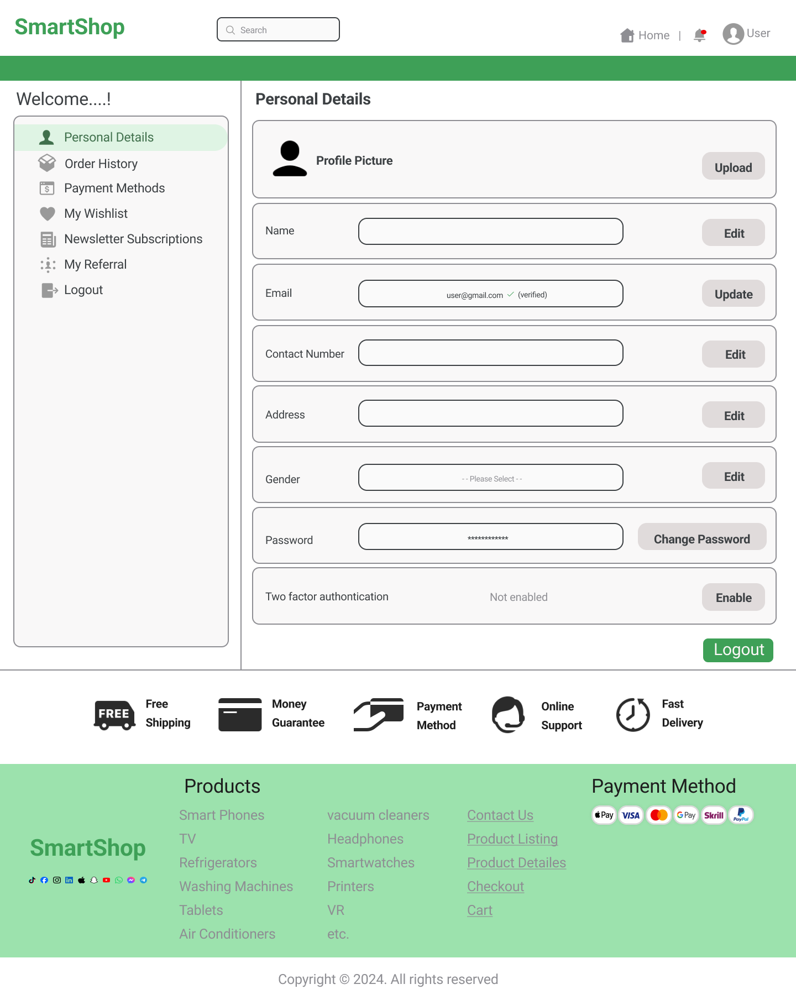 SmartShop
Search
Home | User
Welcome....!
Personal Details
Order History
Payment Methods
My Wishlist
Newsletter Subscriptions
My Referral
Logout
Personal Details
Profile Picture
Upload
Name
Edit
Email
user@gmail.com (verified)
Update
Contact Number
Edit
Address
Edit
Gender
- - Please Select - -
Edit
Password
************
Change Password
Two factor authontication
Not enabled
Enable
Logout
FREE
Free
Shipping
Money
Guarantee
Payment
Method
Online
Support
Fast
Delivery
SmartShop
Products
Smart Phones
TV
Refrigerators
Washing Machines
Tablets
Air Conditioners
vacuum cleaners
Headphones
Smartwatches
Printers
VR
etc.
Contact Us
Product Listing
Product Detailes
Checkout
Cart
Payment Method
Pay
VISA
G Pay
Skrill
PayPal
Copyright © 2024. All rights reserved